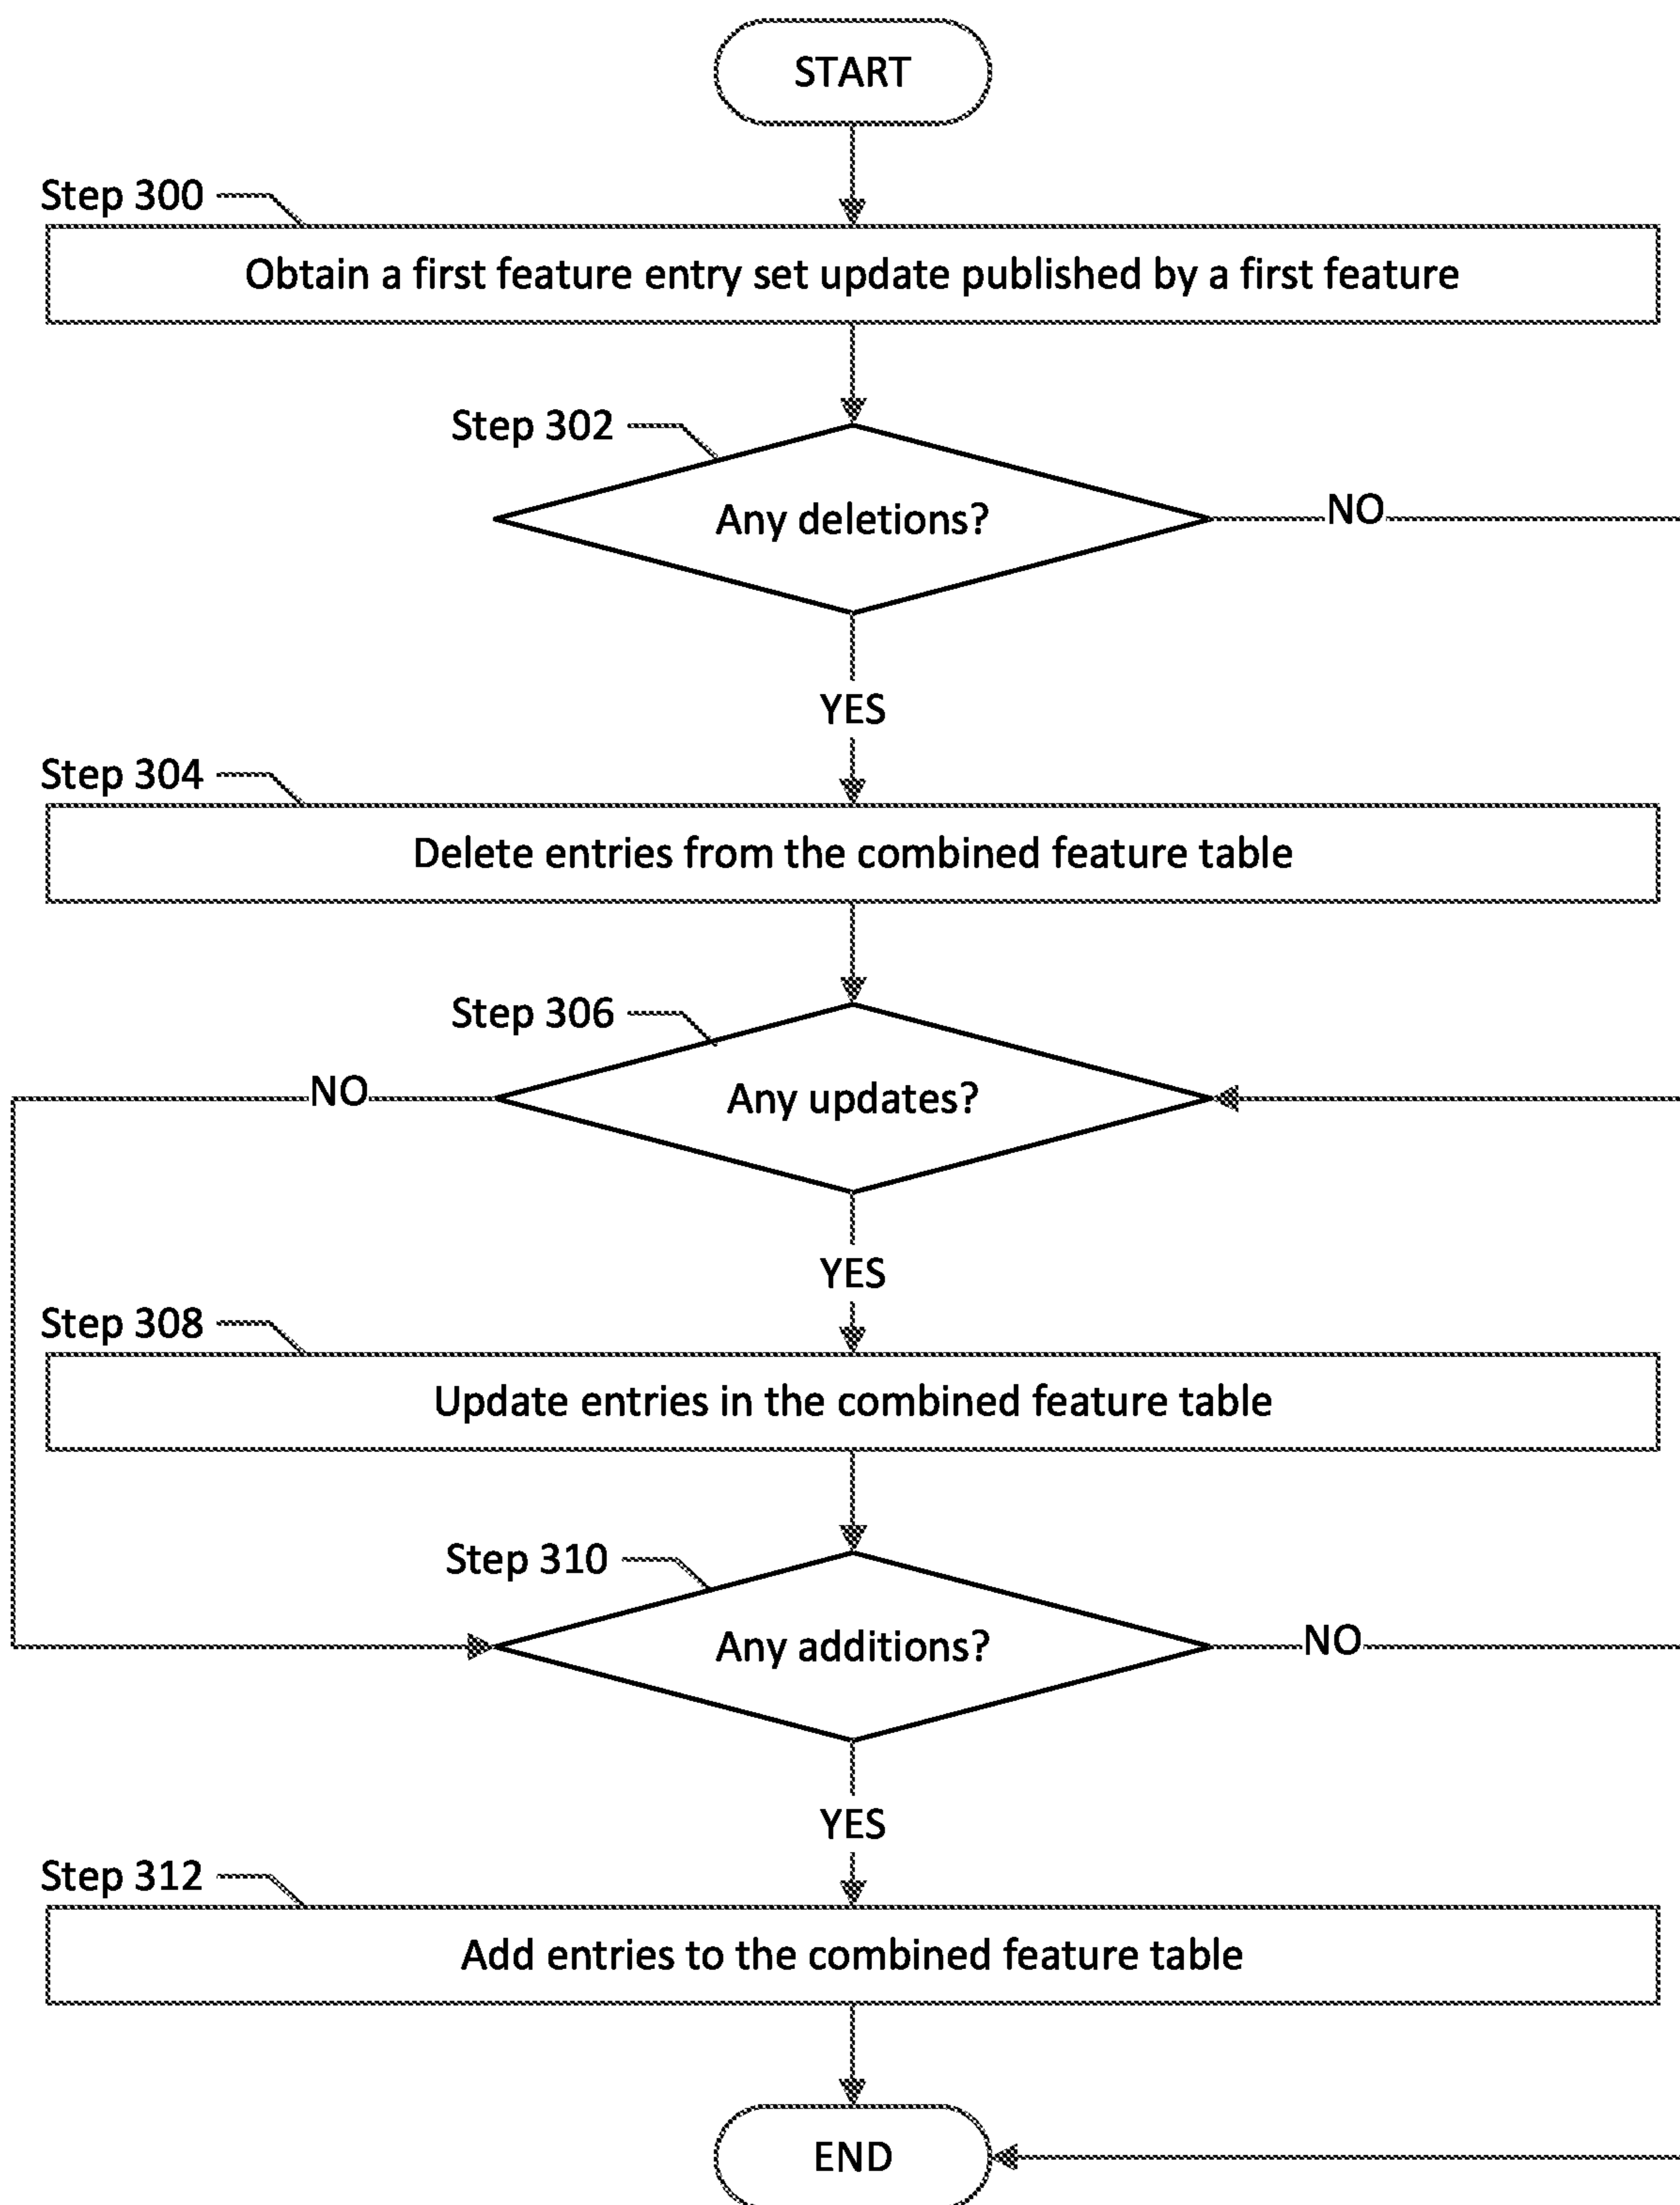 START
Step 300
Obtain a first feature entry set update published by a first feature
Step 302
Any deletions?
NO
YES
Step 304
Delete entries from the combined feature table
Step 306
NO
Any updates?
YES
Step 308
Update entries in the combined feature table
Step 310
Any additions?
NO
YES
Step 312
Add entries to the combined feature table
END